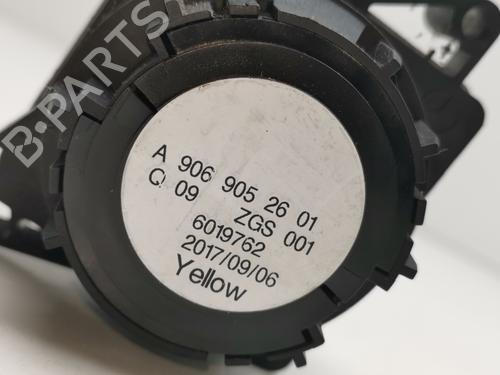 A 906 905 26 01
Q 09 ZGS 001
6019762
2017/09/06
Yellow
B-PARTS